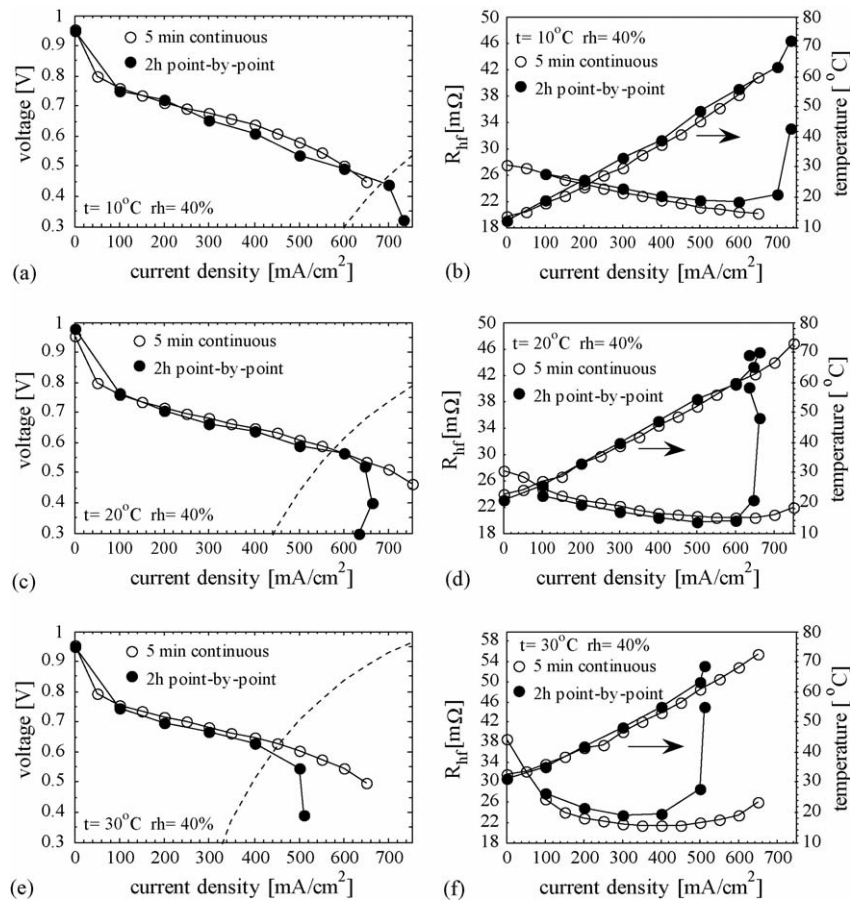 1
0.9
0.8
0.7
0.6
0.5
0.4
0.3
voltage [V]
5 min continuous
2h point-by-point
t= 10°C rh= 40%
0 100 200 300 400 500 600 700
current density [mA/cm²]
(a)
50
46
42
38
34
30
26
22
18
R_hf [mΩ]
t= 10°C rh= 40%
5 min continuous
2h point-by-point
80
70
60
50
40
30
20
10
temperature [°C]
0 100 200 300 400 500 600 700
current density [mA/cm²]
(b)
1
0.9
0.8
0.7
0.6
0.5
0.4
0.3
voltage [V]
5 min continuous
2h point-by-point
t= 20°C rh= 40%
0 100 200 300 400 500 600 700
current density [mA/cm²]
(c)
50
46
42
38
34
30
26
22
18
R_hf [mΩ]
t= 20°C rh= 40%
5 min continuous
2h point-by-point
80
70
60
50
40
30
20
10
temperature [°C]
0 100 200 300 400 500 600 700
current density [mA/cm²]
(d)
1
0.9
0.8
0.7
0.6
0.5
0.4
0.3
voltage [V]
5 min continuous
2h point-by-point
t= 30°C rh= 40%
0 100 200 300 400 500 600 700
current density [mA/cm²]
(e)
58
54
50
46
42
38
34
30
26
22
18
R_hf [mΩ]
t= 30°C rh= 40%
5 min continuous
2h point-by-point
80
70
60
50
40
30
20
10
temperature [°C]
0 100 200 300 400 500 600 700
current density [mA/cm²]
(f)